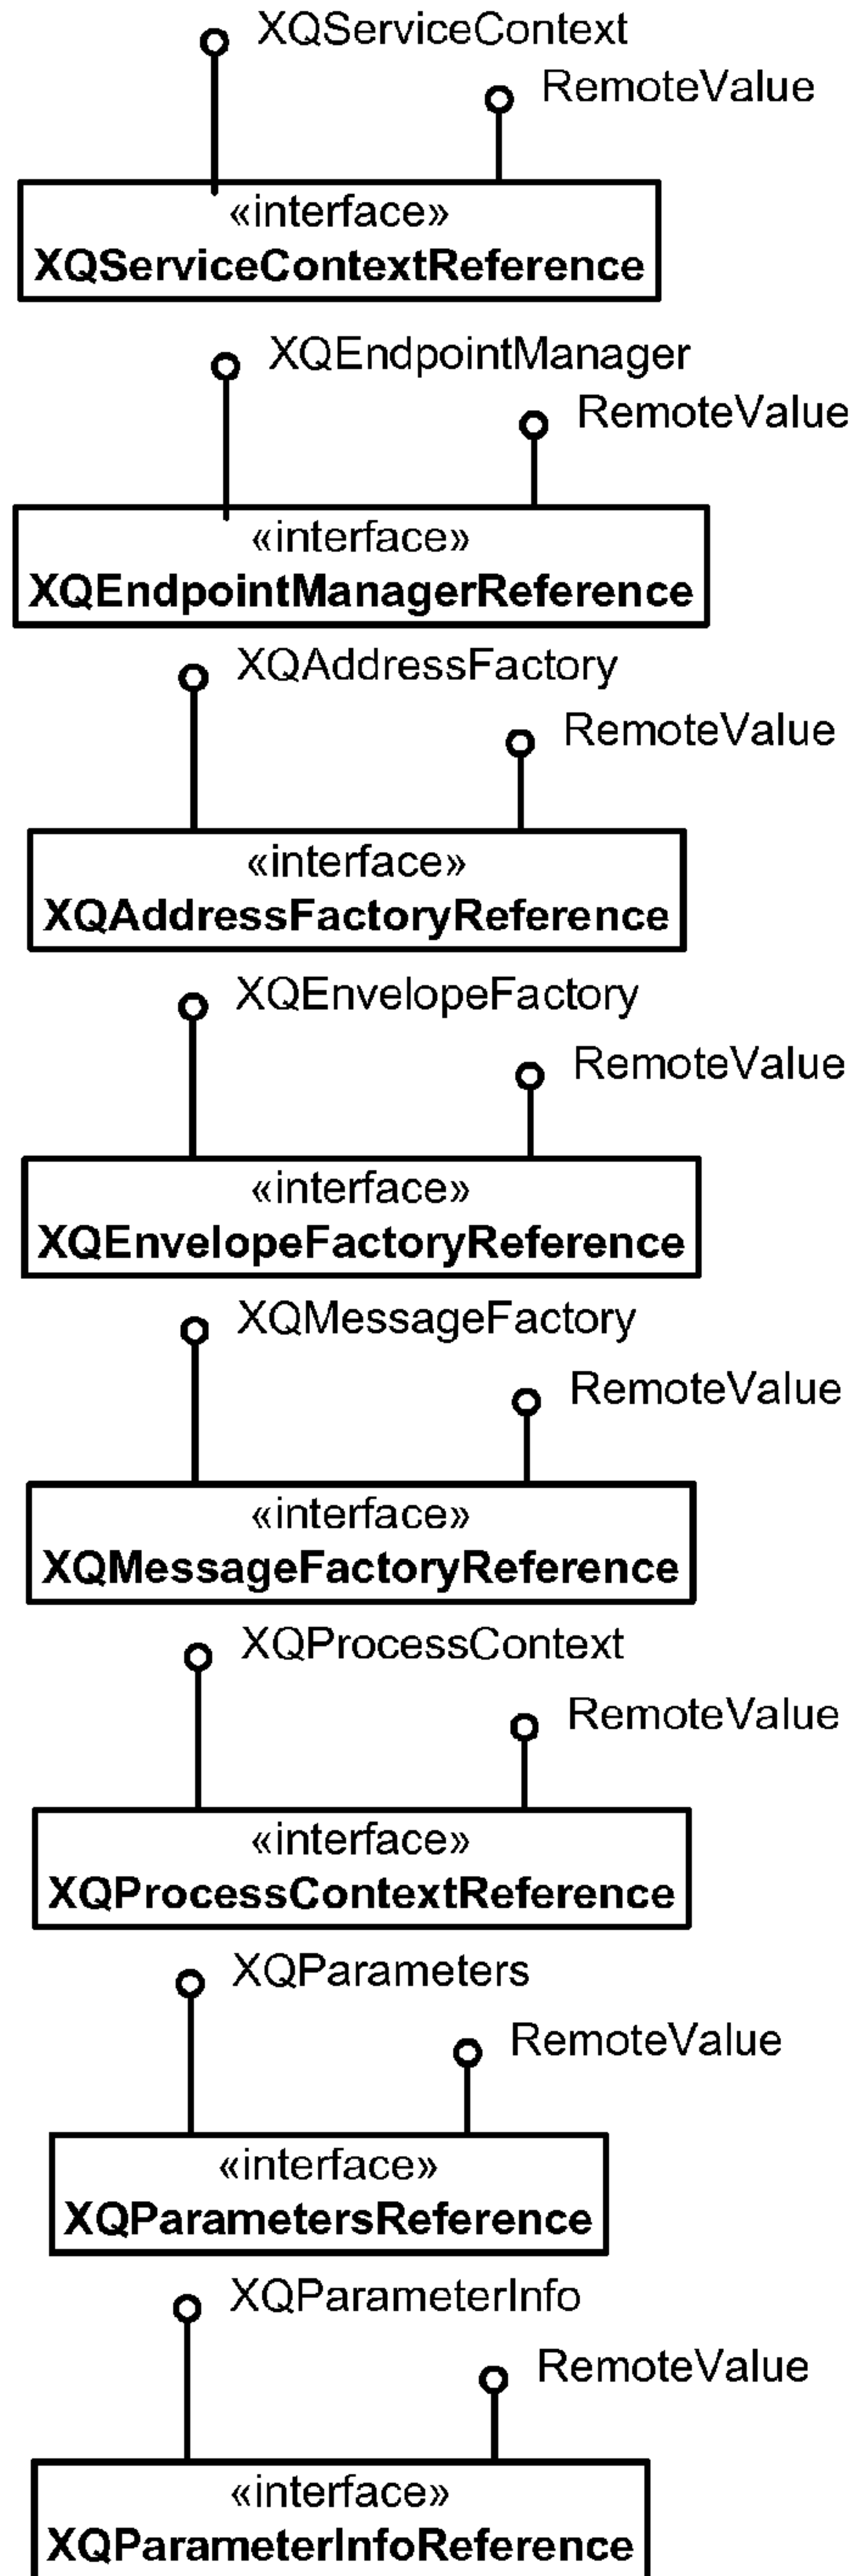 XQServiceContext
RemoteValue
«interface»
XQServiceContextReference
XQEndpointManager
RemoteValue
«interface»
XQEndpointManagerReference
XQAddressFactory
RemoteValue
«interface»
XQAddressFactoryReference
XQEnvelopeFactory
RemoteValue
«interface»
XQEnvelopeFactoryReference
XQMessageFactory
RemoteValue
«interface»
XQMessageFactoryReference
XQProcessContext
RemoteValue
«interface»
XQProcessContextReference
XQParameters
RemoteValue
«interface»
XQParametersReference
XQParameterInfo
RemoteValue
«interface»
XQParameterInfoReference